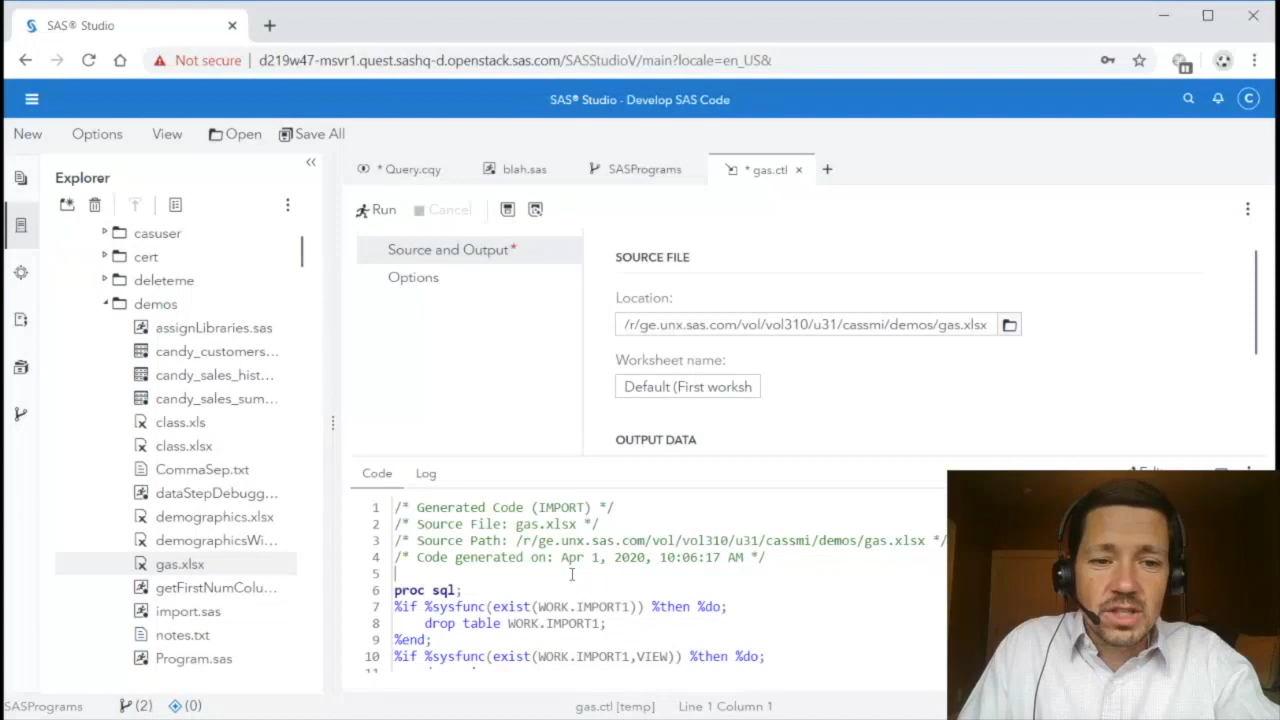 SAS® Studio
Not secure
d219w47-msvr1.quest.sashq-d.openstack.sas.com/SASStudioV/main?locale=en_US&
SAS® Studio - Develop SAS Code
C
New
Options
View
Open
Save All
Explorer
casuser
cert
deleteme
demos
assignLibraries.sas
candy_customers...
candy_sales_hist...
candy_sales_sum...
class.xls
class.xlsx
CommaSep.txt
dataStepDebugg...
demographics.xlsx
demographicsWi...
gas.xlsx
getFirstNumColu...
import.sas
notes.txt
Program.sas
* Query.cqy
blah.sas
SASPrograms
* gas.ctl
Run
Cancel
Source and Output*
Options
SOURCE FILE
Location:
/r/ge.unx.sas.com/vol/vol310/u31/cassmi/demos/gas.xlsx
Worksheet name:
Default (First worksh
OUTPUT DATA
Code
Log
1 /* Generated Code (IMPORT) */
2 /* Source File: gas.xlsx */
3 /* Source Path: /r/ge.unx.sas.com/vol/vol310/u31/cassmi/demos/gas.xlsx */
4 /* Code generated on: Apr 1, 2020, 10:06:17 AM */
5
6 proc sql;
7 %if %sysfunc(exist(WORK.IMPORT1)) %then %do;
8 drop table WORK.IMPORT1;
9 %end;
10 %if %sysfunc(exist(WORK.IMPORT1,VIEW)) %then %do;
SASPrograms
(2)
(0)
gas.ctl [temp]
Line 1 Column 1